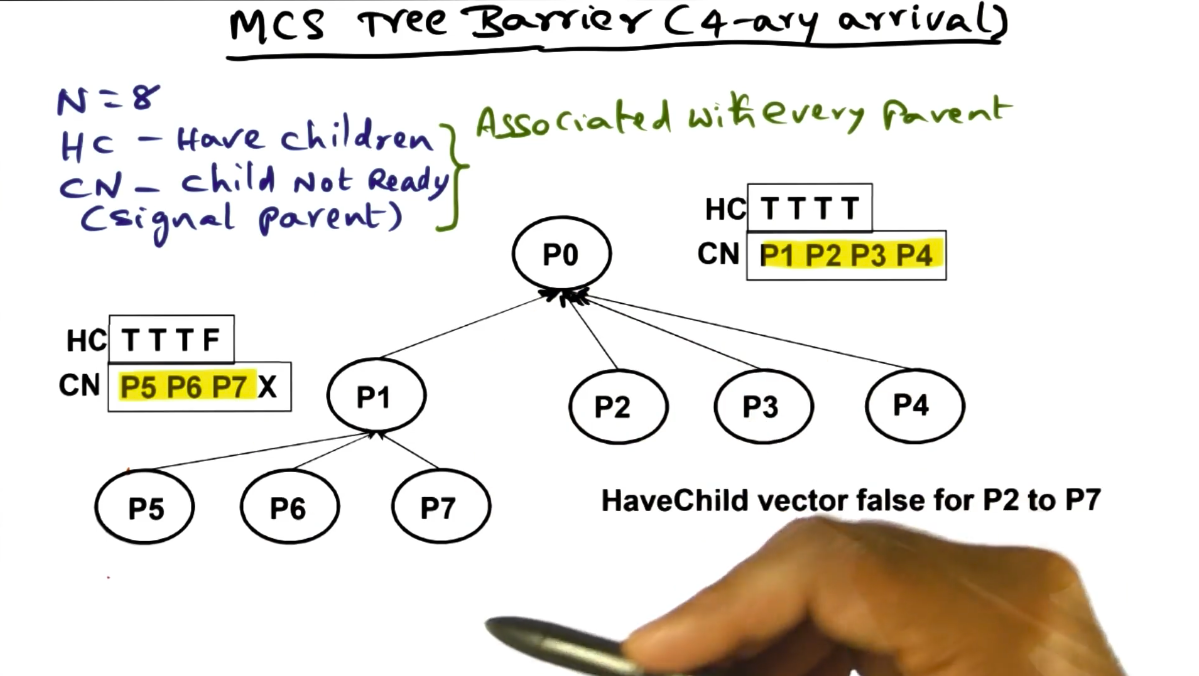 MCS Tree Barrier (4-ary arrival)
N=8
HC - Have children
CN - Child Not Ready
(signal parent)
Associated with every parent
HC T T T T
CN P1 P2 P3 P4
P0
HC T T T F
CN P5 P6 P7 X
P1
P2
P3
P4
P5
P6
P7
HaveChild vector false for P2 to P7